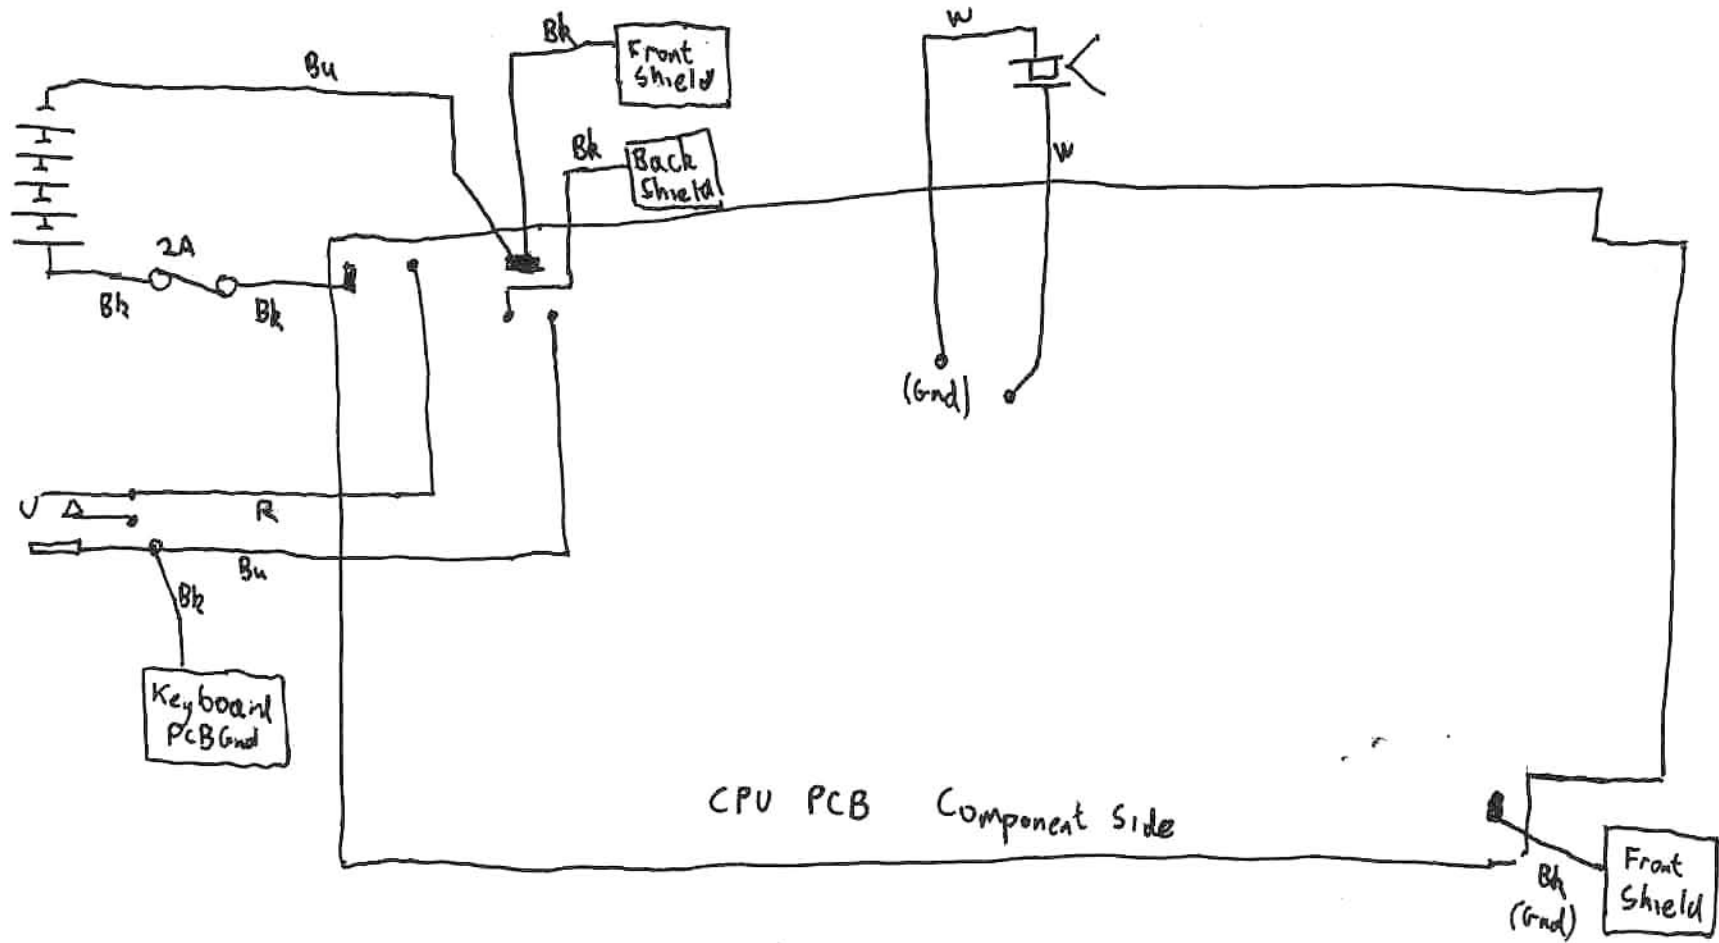 W
Bk
Front
Shield
Bu
W
Bk
Back
Shield
2A
Bk
Bk
(Gnd)
R
Bu
Bk
Keyboard
PCB Gnd
CPU PCB Component Side
Bk
(Gnd)
Front
Shield